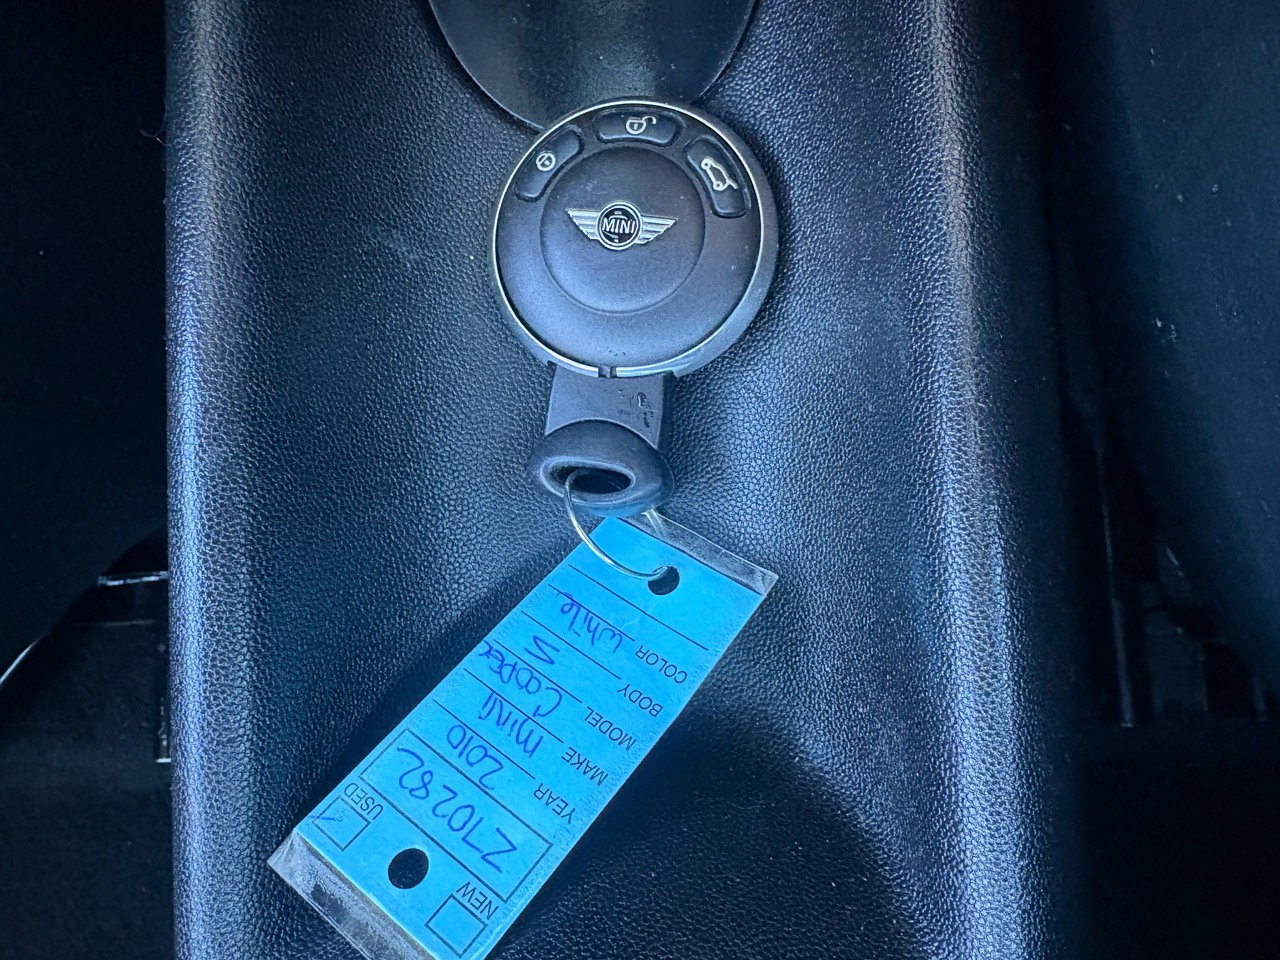 MINI
NEW USED
270282
YEAR 2010
MAKE MINI
MODEL COOPER
BODY S
COLOR White